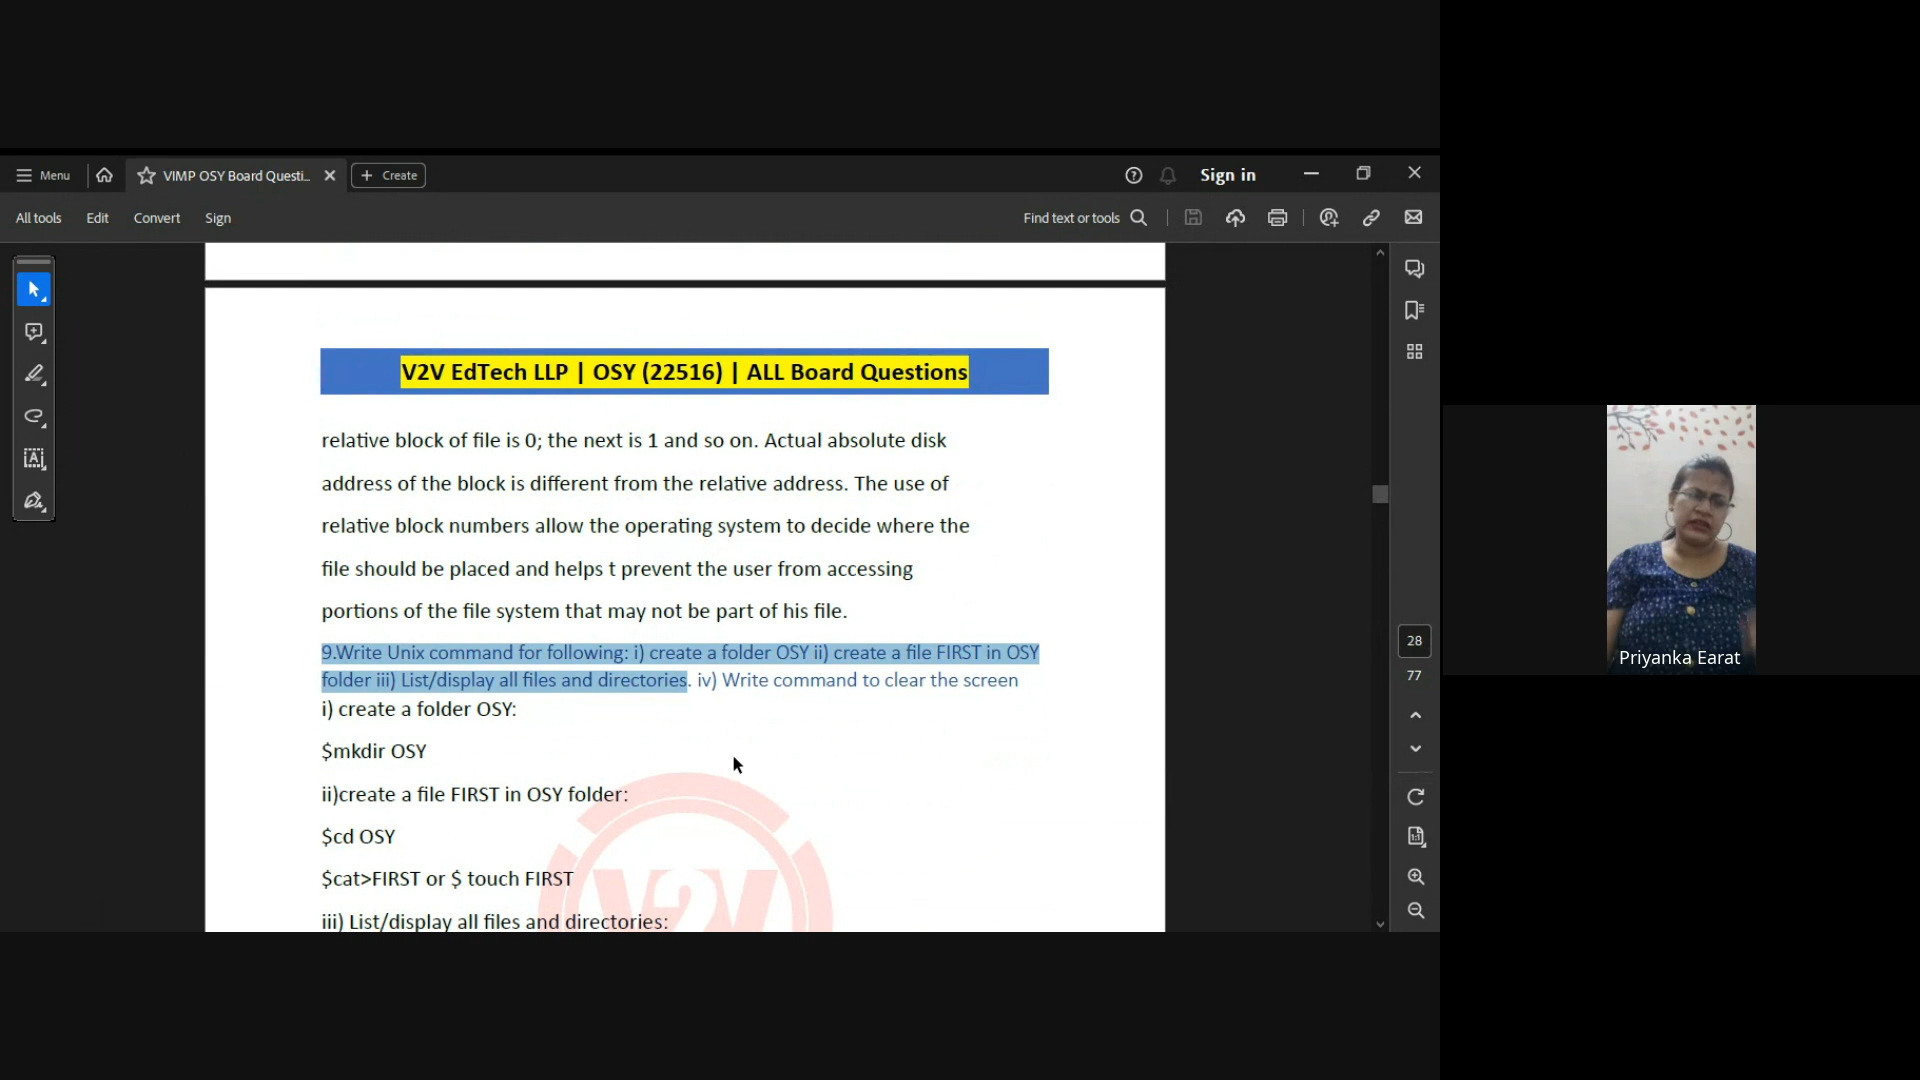 Menu
VIMP OSY Board Questi...
Create
Sign in
All tools
Edit
Convert
Sign
Find text or tools
V2V EdTech LLP | OSY (22516) | ALL Board Questions
relative block of file is 0; the next is 1 and so on. Actual absolute disk
address of the block is different from the relative address. The use of
relative block numbers allow the operating system to decide where the
file should be placed and helps t prevent the user from accessing
portions of the file system that may not be part of his file.
9.Write Unix command for following: i) create a folder OSY ii) create a file FIRST in OSY
folder iii) List/display all files and directories. iv) Write command to clear the screen
i) create a folder OSY:
$mkdir OSY
ii)create a file FIRST in OSY folder:
$cd OSY
$cat>FIRST or $ touch FIRST
iii) List/display all files and directories:
V2V
28
77
Priyanka Earat